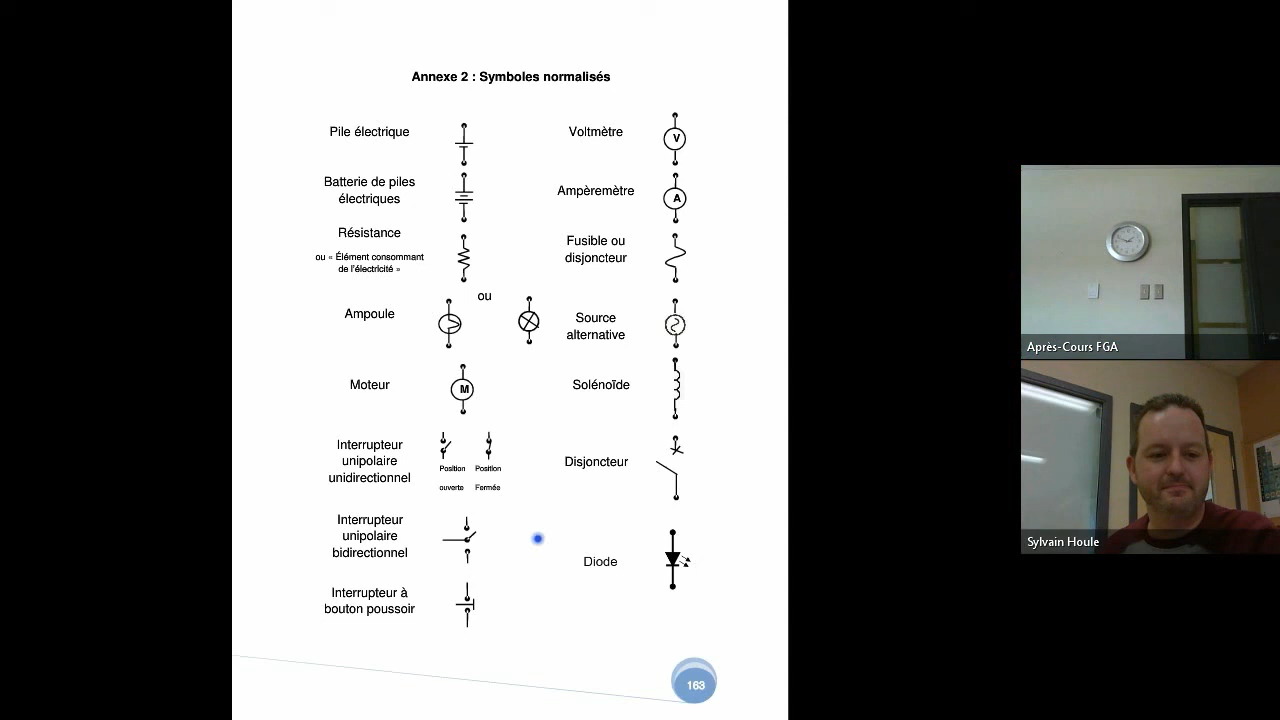 Annexe 2 : Symboles normalisés
Pile électrique
Batterie de piles
électriques
Résistance
ou « Élément consommant
de l'électricité »
Ampoule
ou
Moteur
M
Interrupteur
unipolaire
unidirectionnel
Position
ouverte
Position
Fermée
Interrupteur
unipolaire
bidirectionnel
Interrupteur à
bouton poussoir
Voltmètre
V
Ampèremètre
A
Fusible ou
disjoncteur
Source
alternative
Solénoïde
Disjoncteur
Diode
163
Après-Cours FGA
Sylvain Houle